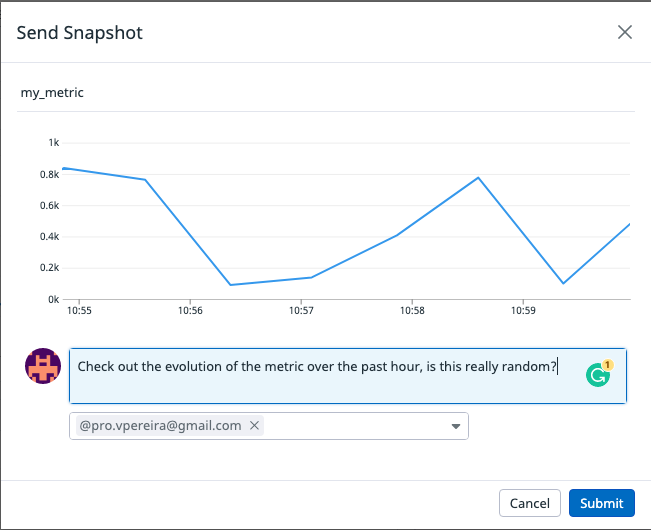 Send Snapshot
my_metric
1k
0.8k
0.6k
0.4k
0.2k
0k
10:55 10:56 10:57 10:58 10:59
Check out the evolution of the metric over the past hour, is this really random?
1
@pro.vpereira@gmail.com
Cancel Submit